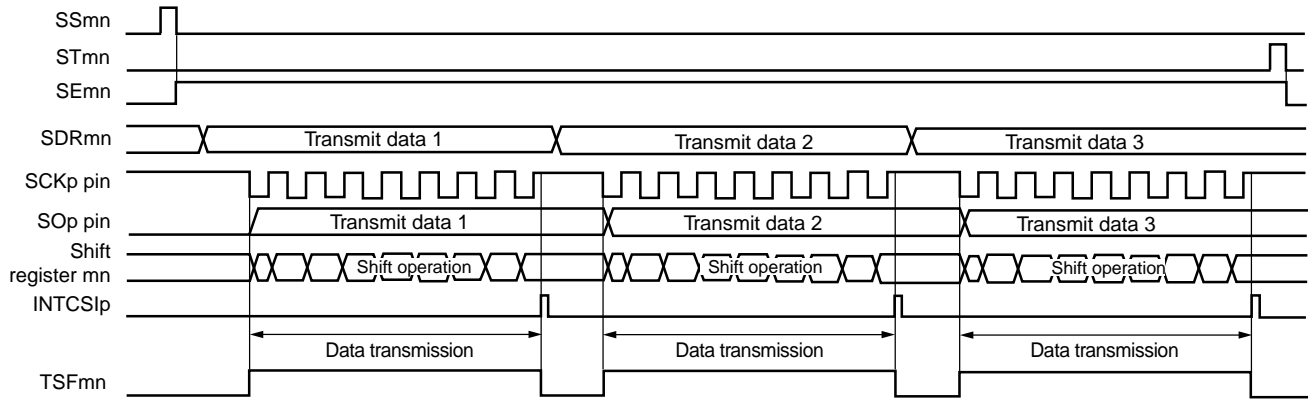 SSmn
STmn
SEmn
SDRmn Transmit data 1 Transmit data 2 Transmit data 3
SCKp pin
SOp pin Transmit data 1 Transmit data 2 Transmit data 3
Shift
register mn Shift operation Shift operation Shift operation
INTCSIp
Data transmission Data transmission Data transmission
TSFmn